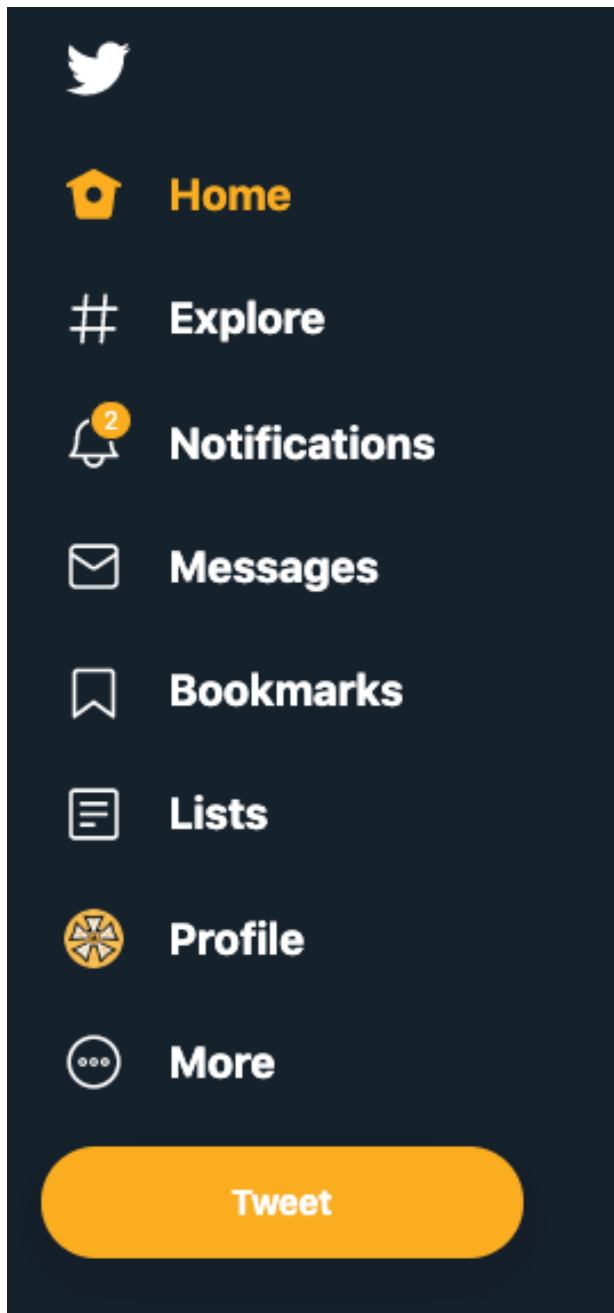 Home
Explore
2
Notifications
Messages
Bookmarks
Lists
Profile
More
Tweet